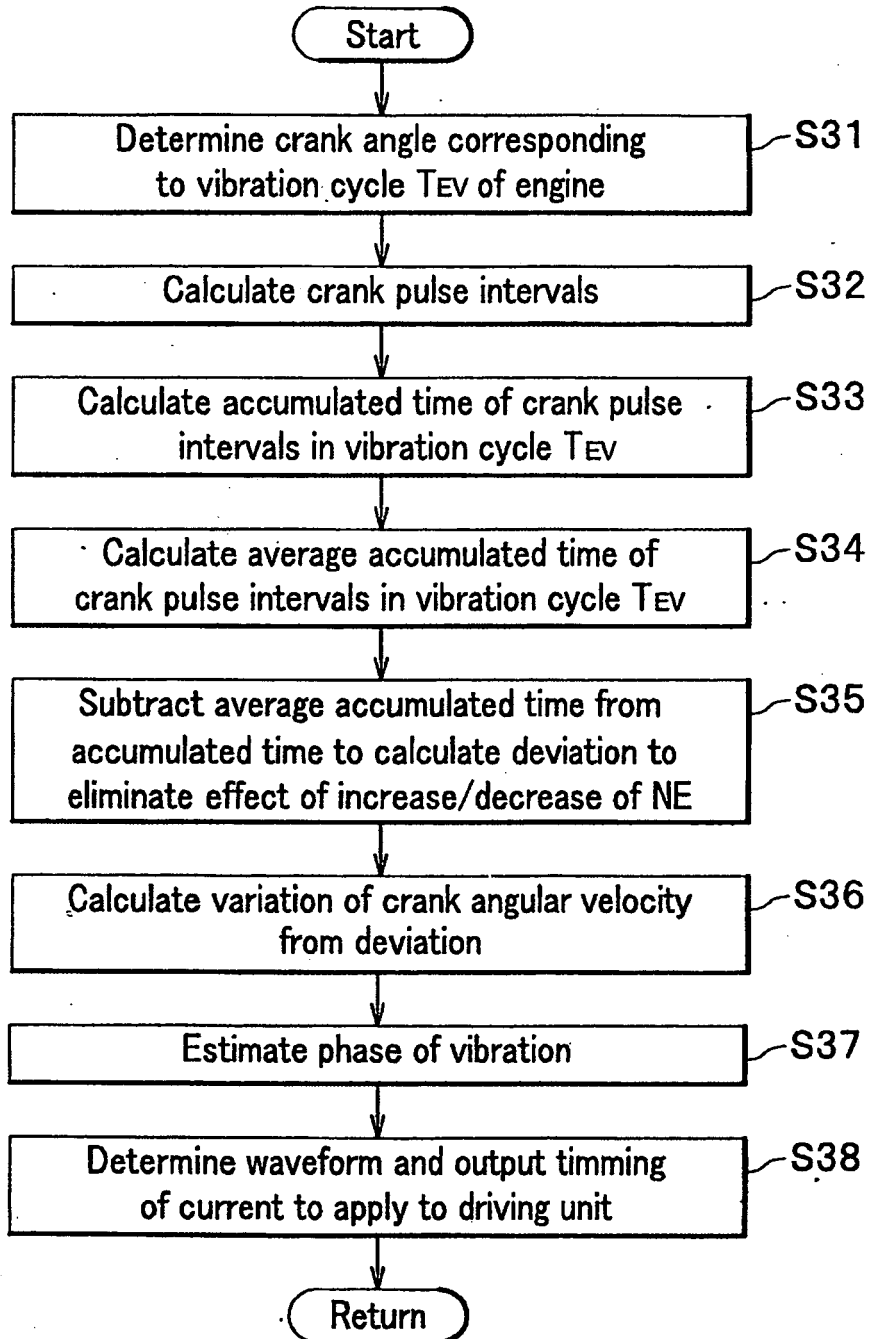 Start
Determine crank angle corresponding
to vibration cycle TEV of engine
S31
Calculate crank pulse intervals
S32
Calculate accumulated time of crank pulse
intervals in vibration cycle TEV
S33
Calculate average accumulated time of
crank pulse intervals in vibration cycle TEV
S34
Subtract average accumulated time from
accumulated time to calculate deviation to
eliminate effect of increase/decrease of NE
S35
Calculate variation of crank angular velocity
from deviation
S36
Estimate phase of vibration
S37
Determine waveform and output timming
of current to apply to driving unit
S38
Return